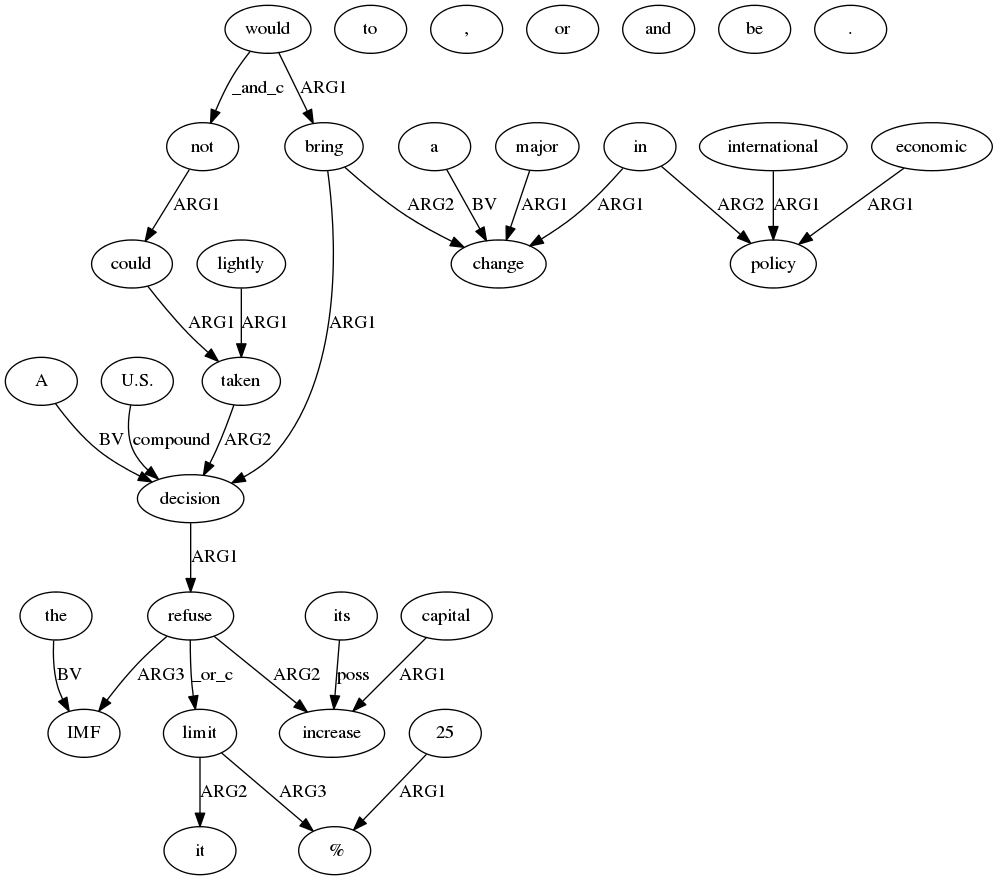 would to , or and be .
_and_c ARG1
not bring a major in international economic
ARG1 ARG2 BV ARG1 ARG1 ARG2 ARG1 ARG1
could lightly change policy
ARG1 ARG1 ARG1
A U.S. taken
BV compound ARG2
decision
ARG1
the refuse its capital
BV ARG3 _or_c ARG2 poss ARG1
IMF limit increase 25
ARG2 ARG3 ARG1
it %